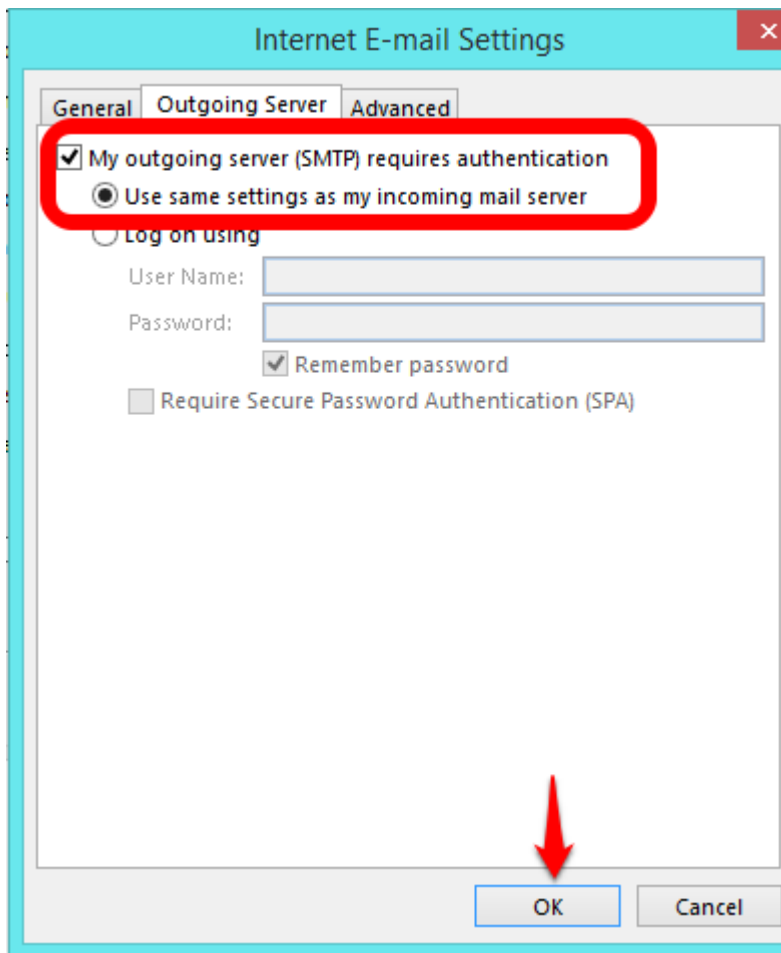 Internet E-mail Settings
General Outgoing Server Advanced
My outgoing server (SMTP) requires authentication
Use same settings as my incoming mail server
Log on using
User Name:
Password:
Remember password
Require Secure Password Authentication (SPA)
OK Cancel